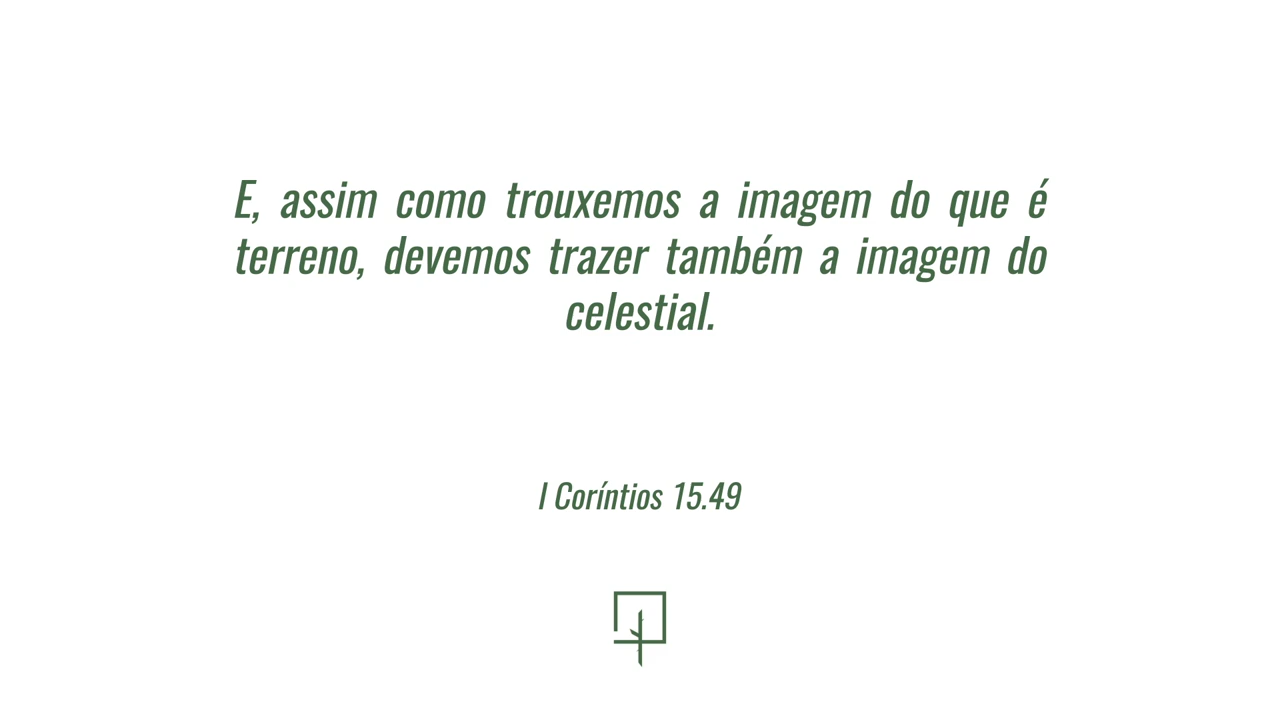 E, assim como trouxemos a imagem do que é
terreno, devemos trazer também a imagem do
celestial.
I Coríntios 15.49